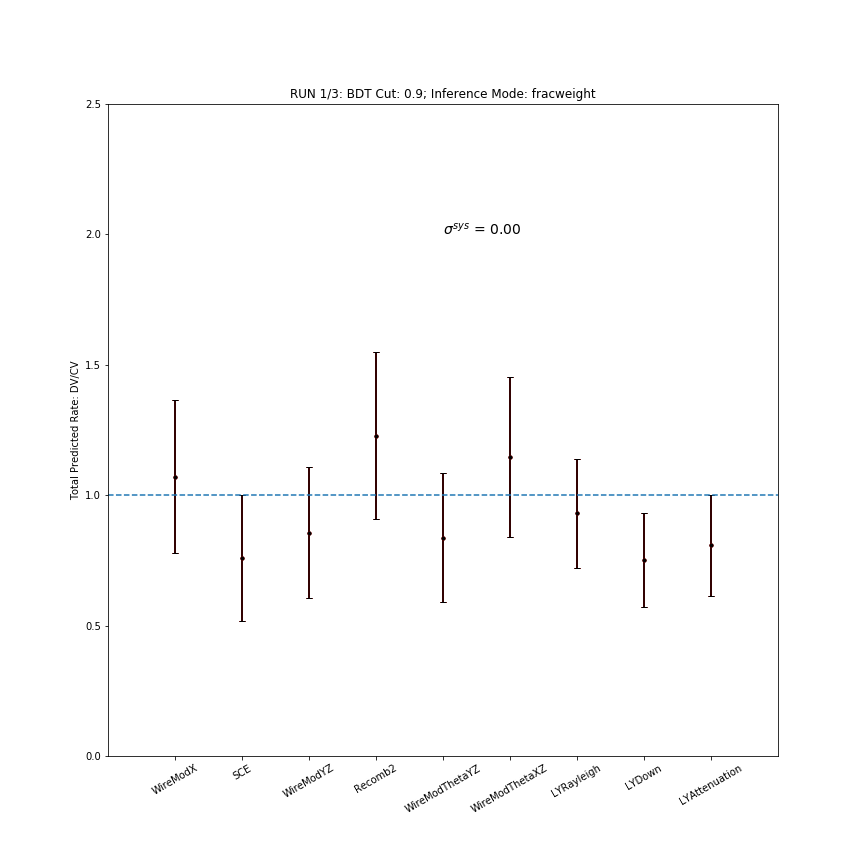 RUN 1/3: BDT Cut: 0.9; Inference Mode: fracweight
2.5
σ^sys = 0.00
2.0
1.5
Total Predicted Rate: DV/CV
1.0
0.5
0.0
WireModX
SCE
WireModYZ
Recomb2
WireModThetaYZ
WireModThetaXZ
LYRayleigh
LYDown
LYAttenuation